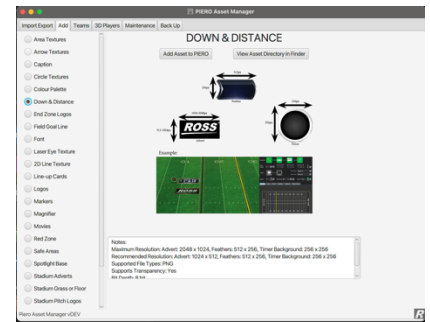 PIERO Asset Manager
Import Export Add Teams 3D Players Maintenance Back Up
Area Textures
Arrow Textures
Caption
Circle Textures
Colour Palette
Down & Distance
End Zone Logos
Field Goal Line
Font
Laser Eye Texture
2D Line Texture
Line-up Cards
Logos
Markers
Magnifier
Movies
Red Zone
Safe Areas
Spotlight Base
Stadium Adverts
Stadium Grass or Floor
Stadium Pitch Logos
DOWN & DISTANCE
Add Asset to PIERO
View Asset Directory in Finder
ROSS
Example
Notes:
Maximum Resolution: Advert: 2048 x 1024, Feathers: 512 x 256, Timer Background: 256 x 256
Recommended Resolution: Advert: 1024 x 512, Feathers: 512 x 256, Timer Background: 256 x 256
Supported File Types: PNG
Supports Transparency: Yes
Bit Depth: 8 bit
Piero Asset Manager vDEV